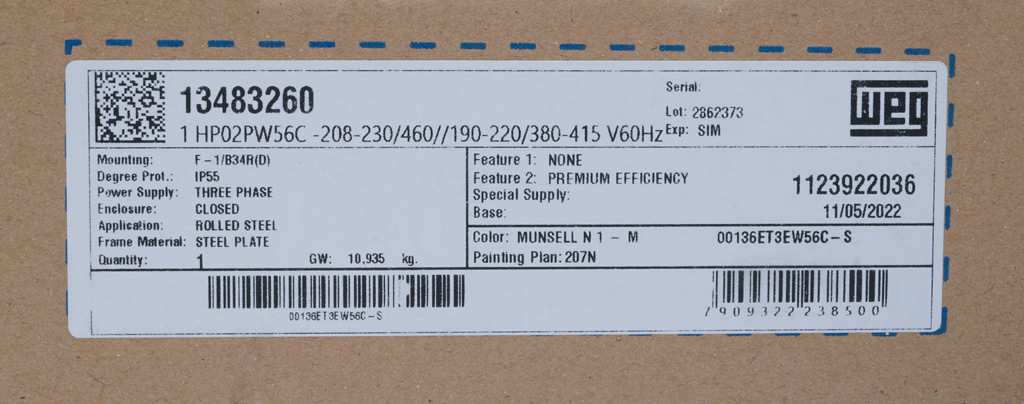 13483260
Serial:
Lot: 2862373
Exp: SIM
weg
1 HP02PW56C -208-230/460//190-220/380-415 V60Hz
Mounting: F-1/B34R(D)
Degree Prot.: IP55
Power Supply: THREE PHASE
Enclosure: CLOSED
Application: ROLLED STEEL
Frame Material: STEEL PLATE
Quantity: 1 GW: 10,935 kg.
Feature 1: NONE
Feature 2: PREMIUM EFFICIENCY
Special Supply:
Base:
1123922036
11/05/2022
Color: MUNSELL N 1 - M 00136ET3EW56C-S
Painting Plan: 207N
00136ET3EW56C-S
7909322238500